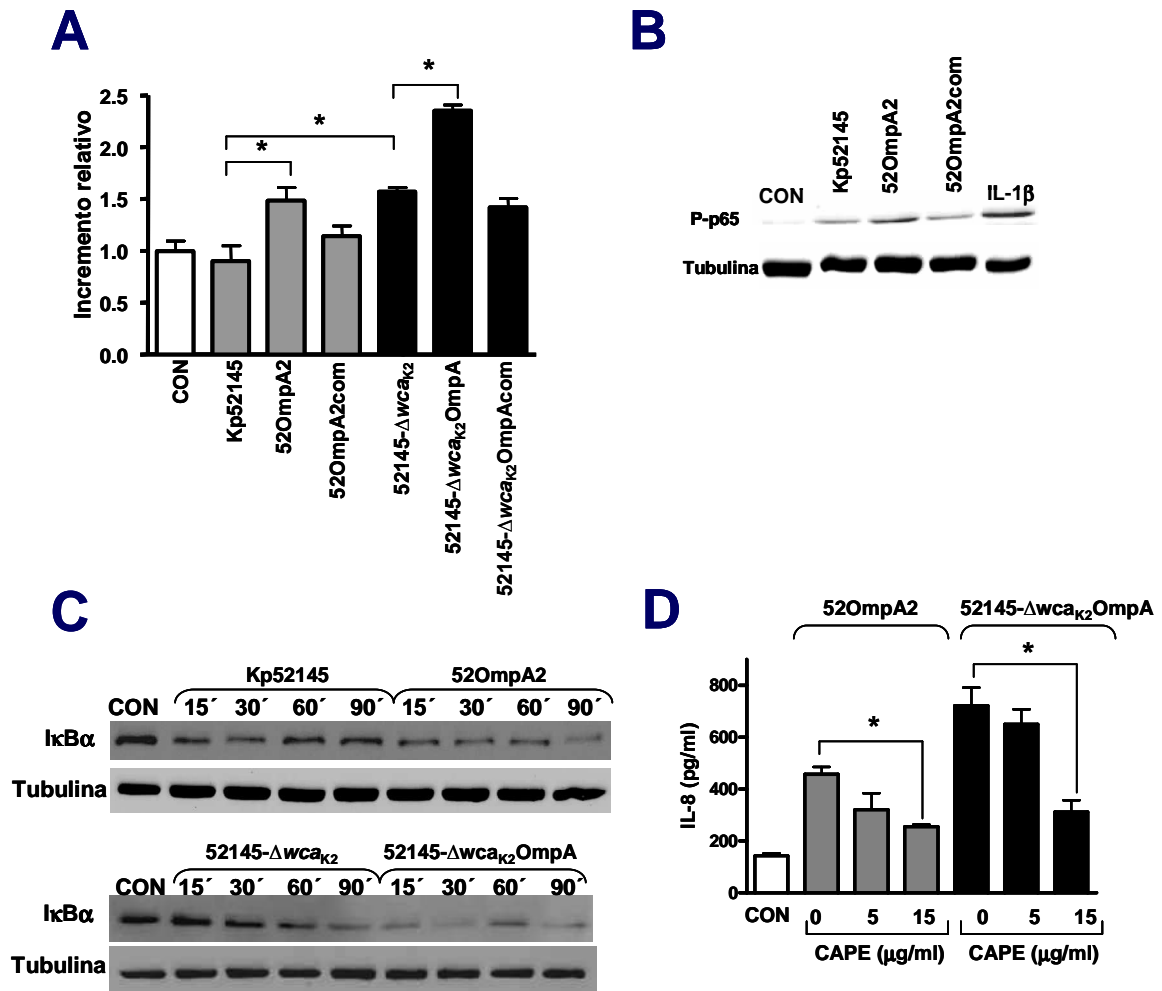 A
Incremento relativo
2.5
2.0
1.5
1.0
0.5
0.0
*
*
*
CON
Kp52145
52OmpA2
52OmpA2com
52145-ΔwcaK2
52145-ΔwcaK2OmpA
52145-ΔwcaK2OmpAcom
B
CON
Kp52145
52OmpA2
52OmpA2com
IL-1β
P-p65
Tubulina
C
Kp52145 52OmpA2
CON 15´ 30´ 60´ 90´ 15´ 30´ 60´ 90´
IκBα
Tubulina
52145-ΔwcaK2 52145-ΔwcaK2OmpA
CON 15´ 30´ 60´ 90´ 15´ 30´ 60´ 90´
IκBα
Tubulina
D
52OmpA2 52145-ΔwcaK2OmpA
*
*
IL-8 (pg/ml)
800
600
400
200
0
CON 0 5 15 0 5 15
CAPE (μg/ml) CAPE (μg/ml)